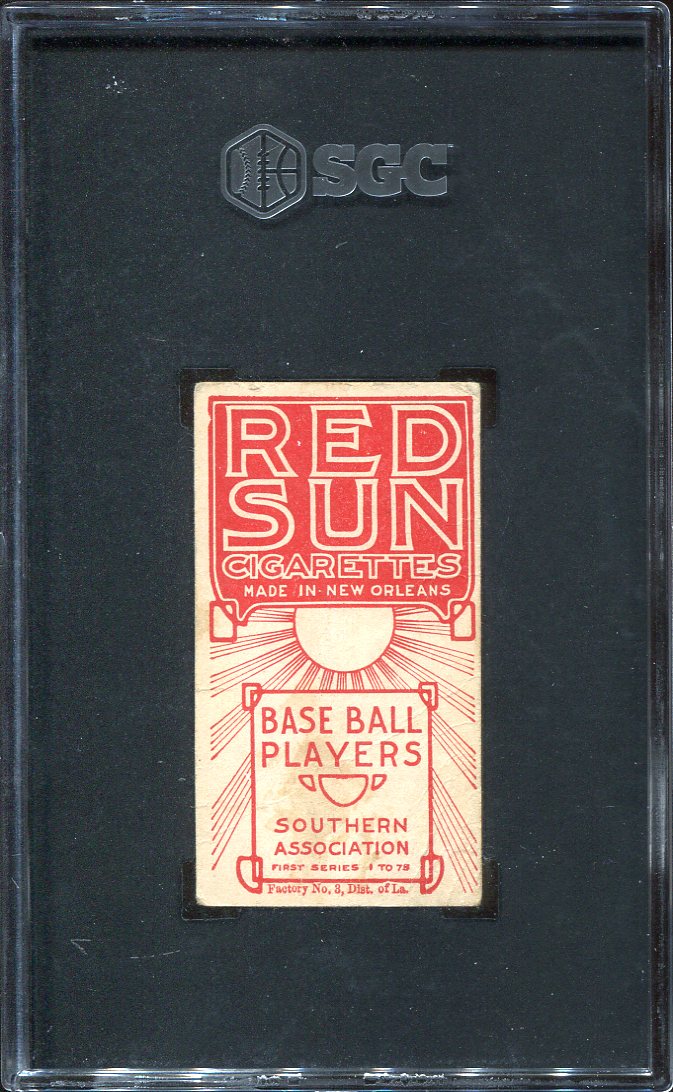 SGC
RED
SUN
CIGARETTES
MADE IN NEW ORLEANS
BASE BALL
PLAYERS
SOUTHERN
ASSOCIATION
FIRST SERIES 1 TO 75
Factory No. 3, Dist. of La.